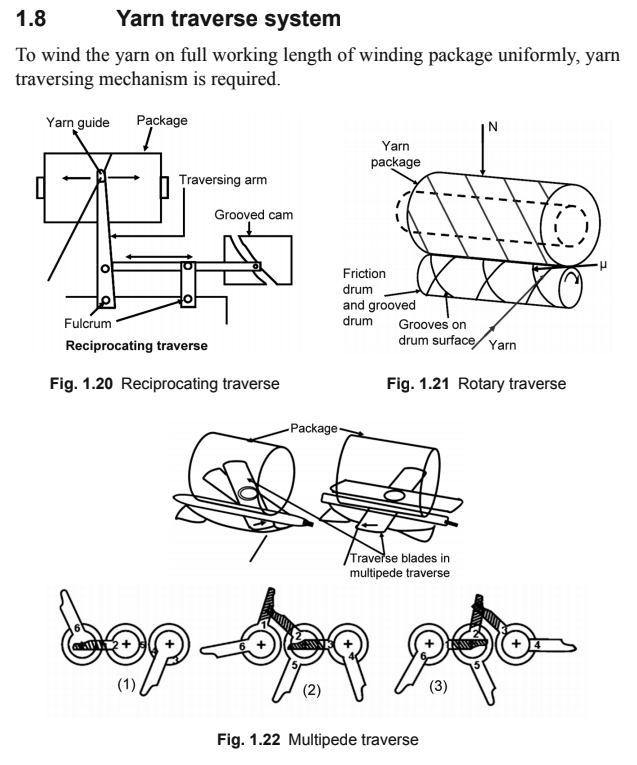 1.8 Yarn traverse system
To wind the yarn on full working length of winding package uniformly, yarn
traversing mechanism is required.
Yarn guide
Package
Traversing arm
Grooved cam
Fulcrum
Reciprocating traverse
Fig. 1.20 Reciprocating traverse
N
Yarn
package
μ
Friction
drum
and grooved
drum
Grooves on
drum surface
Yarn
Fig. 1.21 Rotary traverse
Package
Traverse blades in
multipede traverse
6
2
3
(1)
1
2
3
4
5
6
(2)
1
2
3
4
5
6
(3)
Fig. 1.22 Multipede traverse